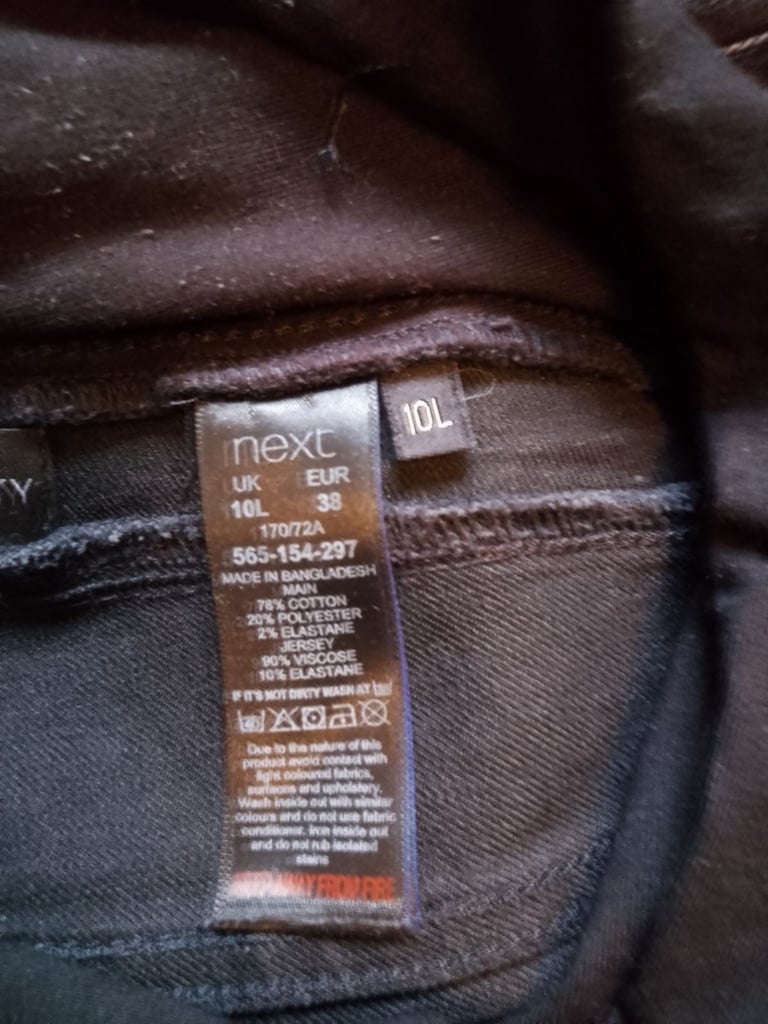 next
10L
UK EUR
10L 38
170/72A
565-154-297
MADE IN BANGLADESH
MAIN
78% COTTON
20% POLYESTER
2% ELASTANE
JERSEY
90% VISCOSE
10% ELASTANE
IF IT'S NOT DIRTY WASH AT
Due to the nature of this
product avoid contact with
light coloured fabrics,
surfaces and upholstery.
Wash inside out with similar
colours and do not use fabric
conditioner. Iron inside out
and do not rub isolated
stains
AWAY FROM FIRE
TY